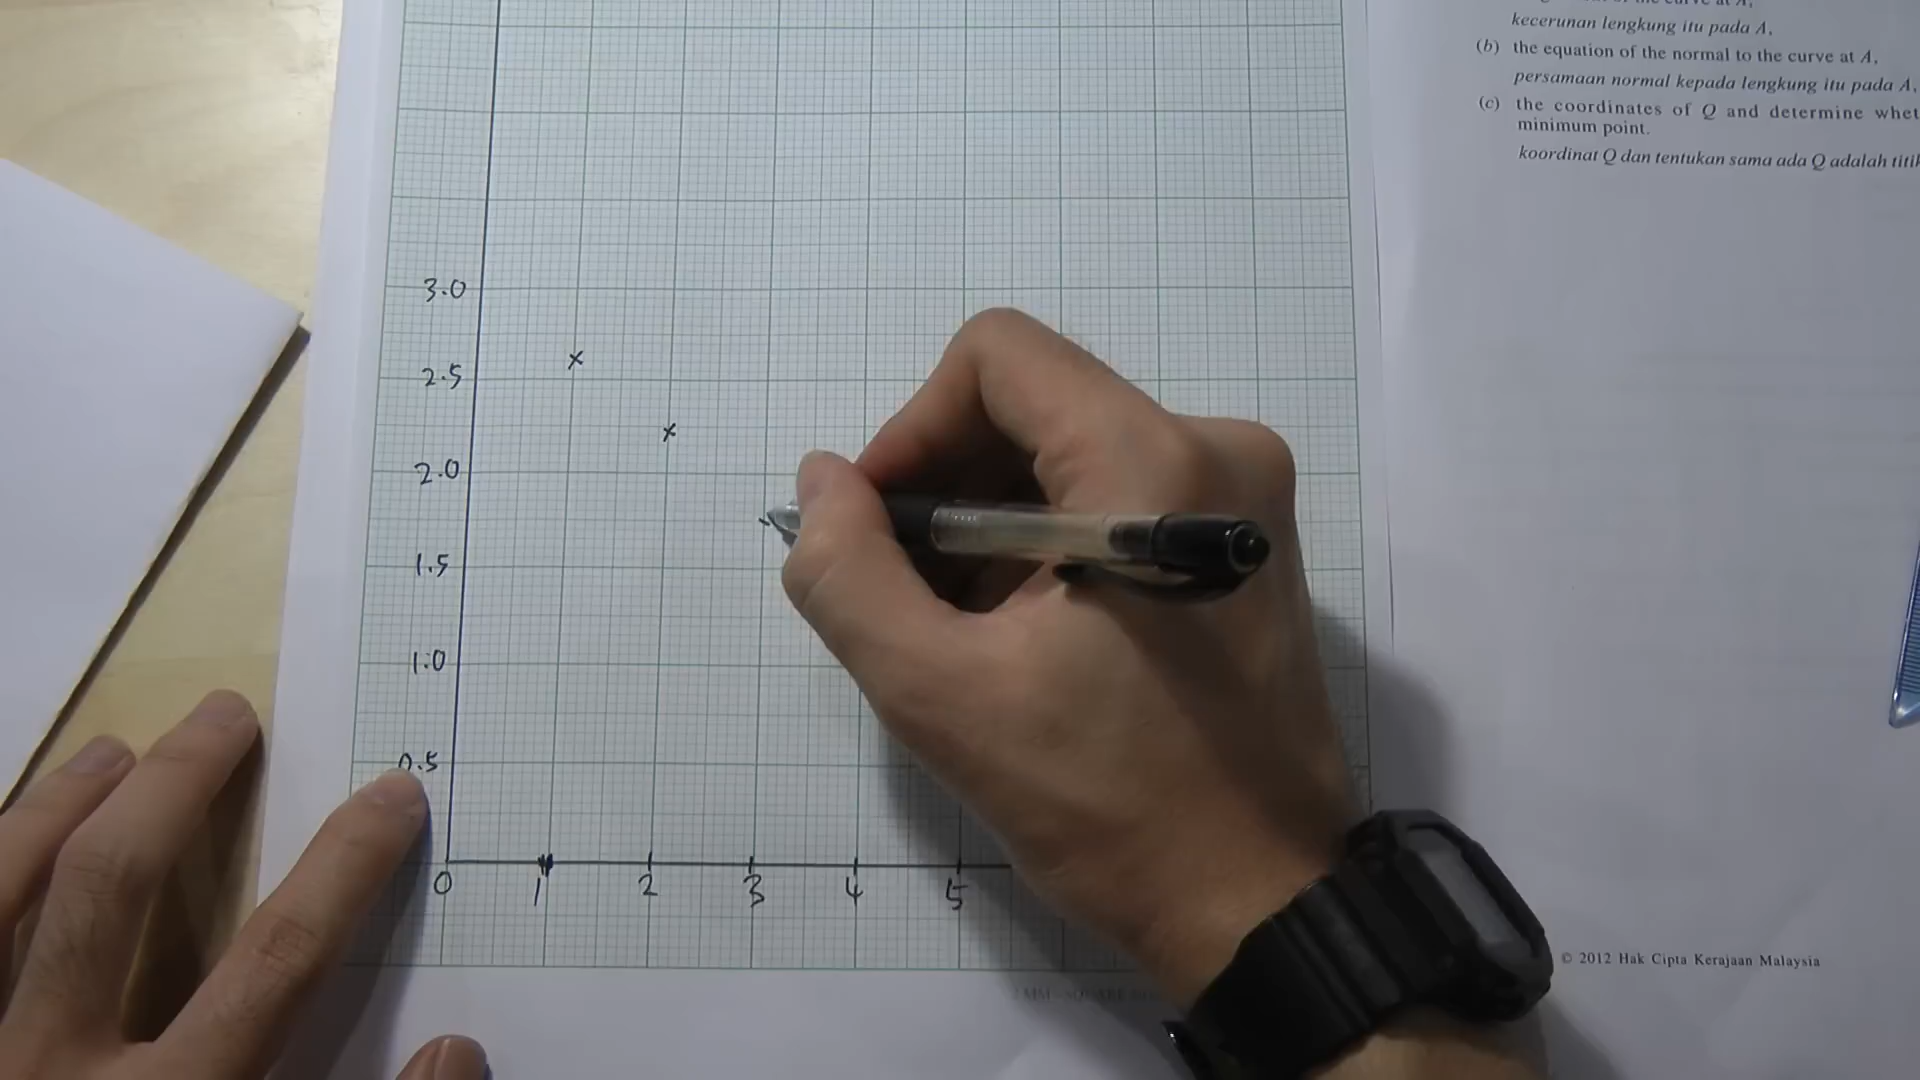 3.0
2.5
2.0
1.5
1.0
0.5
0 1 2 3 4 5
kecerunan lengkung itu pada A,
(b) the equation of the normal to the curve at A,
persamaan normal kepada lengkung itu pada A,
(c) the coordinates of Q and determine whet
minimum point.
koordinat Q dan tentukan sama ada Q adalah titik
© 2012 Hak Cipta Kerajaan Malaysia